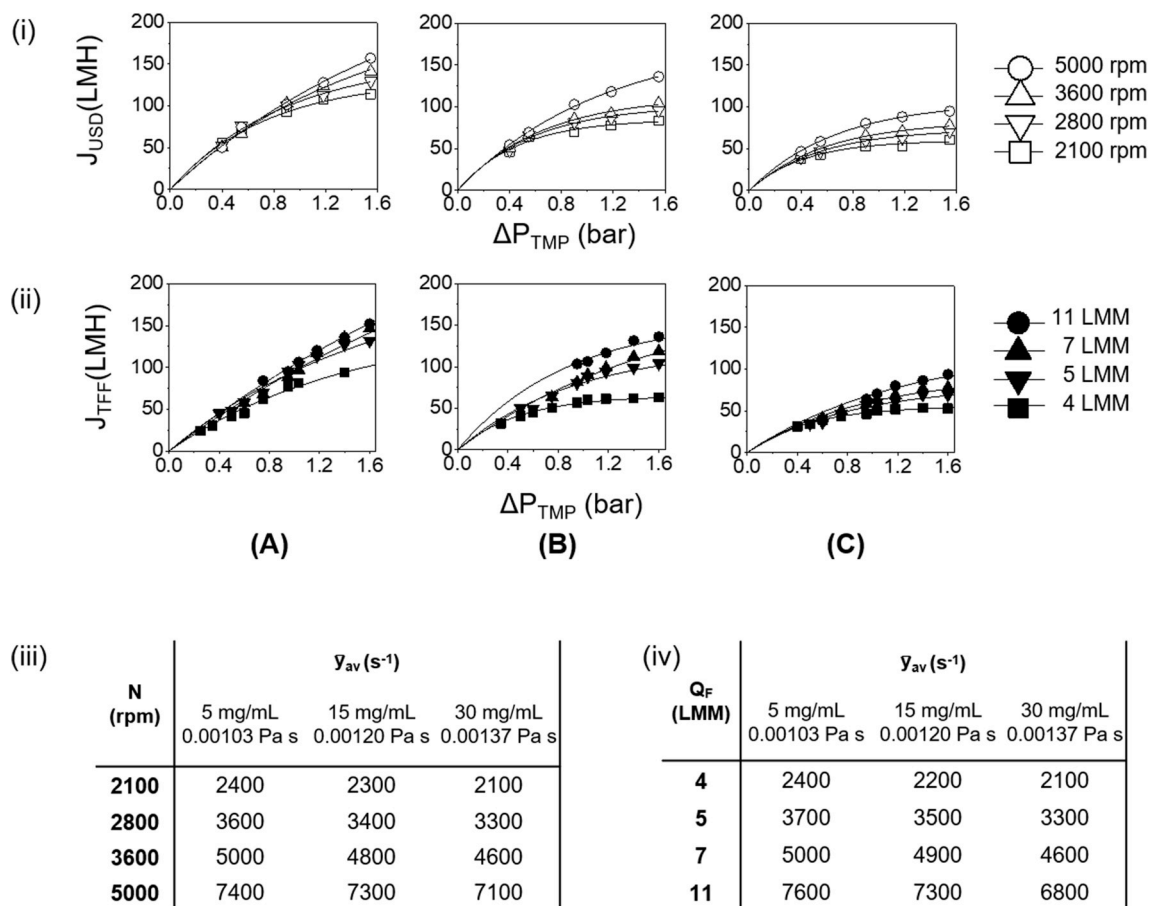 (i)
J_USD(LMH)
200
150
100
50
0
0.0 0.4 0.8 1.2 1.6
200
150
100
50
0
0.0 0.4 0.8 1.2 1.6
200
150
100
50
0
0.0 0.4 0.8 1.2 1.6
ΔP_TMP (bar)
5000 rpm
3600 rpm
2800 rpm
2100 rpm
(ii)
J_TFF(LMH)
200
150
100
50
0
0.0 0.4 0.8 1.2 1.6
200
150
100
50
0
0.0 0.4 0.8 1.2 1.6
200
150
100
50
0
0.0 0.4 0.8 1.2 1.6
ΔP_TMP (bar)
11 LMM
7 LMM
5 LMM
4 LMM
(A) (B) (C)
(iii)
N
(rpm)
ȳ_av (s⁻¹)
5 mg/mL 15 mg/mL 30 mg/mL
0.00103 Pa s 0.00120 Pa s 0.00137 Pa s
2100 2400 2300 2100
2800 3600 3400 3300
3600 5000 4800 4600
5000 7400 7300 7100
(iv)
Q_F
(LMM)
ȳ_av (s⁻¹)
5 mg/mL 15 mg/mL 30 mg/mL
0.00103 Pa s 0.00120 Pa s 0.00137 Pa s
4 2400 2200 2100
5 3700 3500 3300
7 5000 4900 4600
11 7600 7300 6800